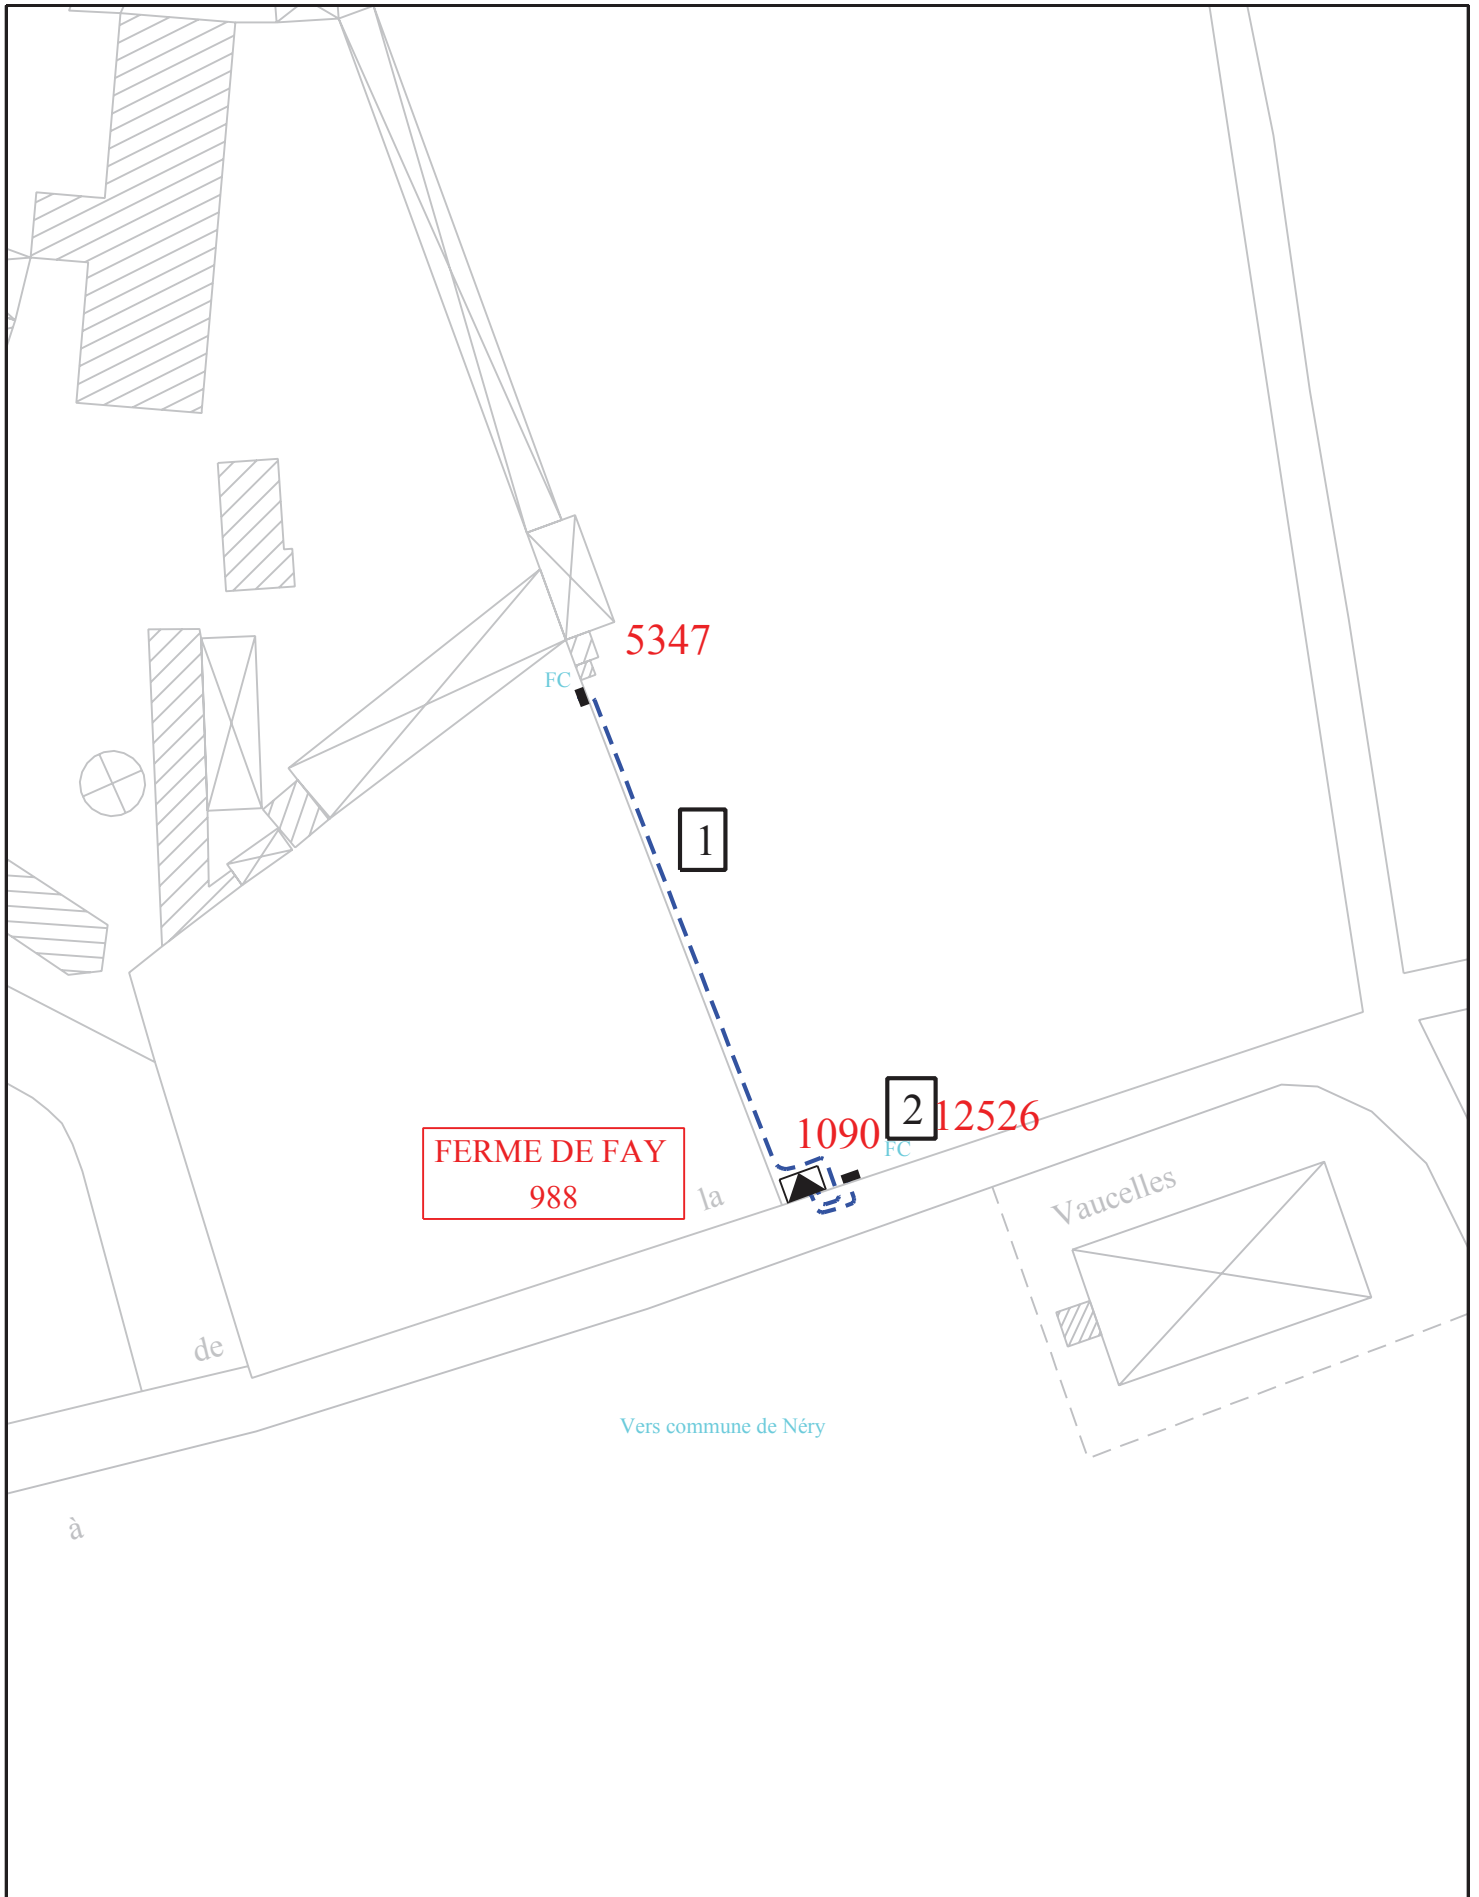 5347
FC
1
2
12526
1090
FC
FERME DE FAY
988
la
Vaucelles
de
Vers commune de Néry
à